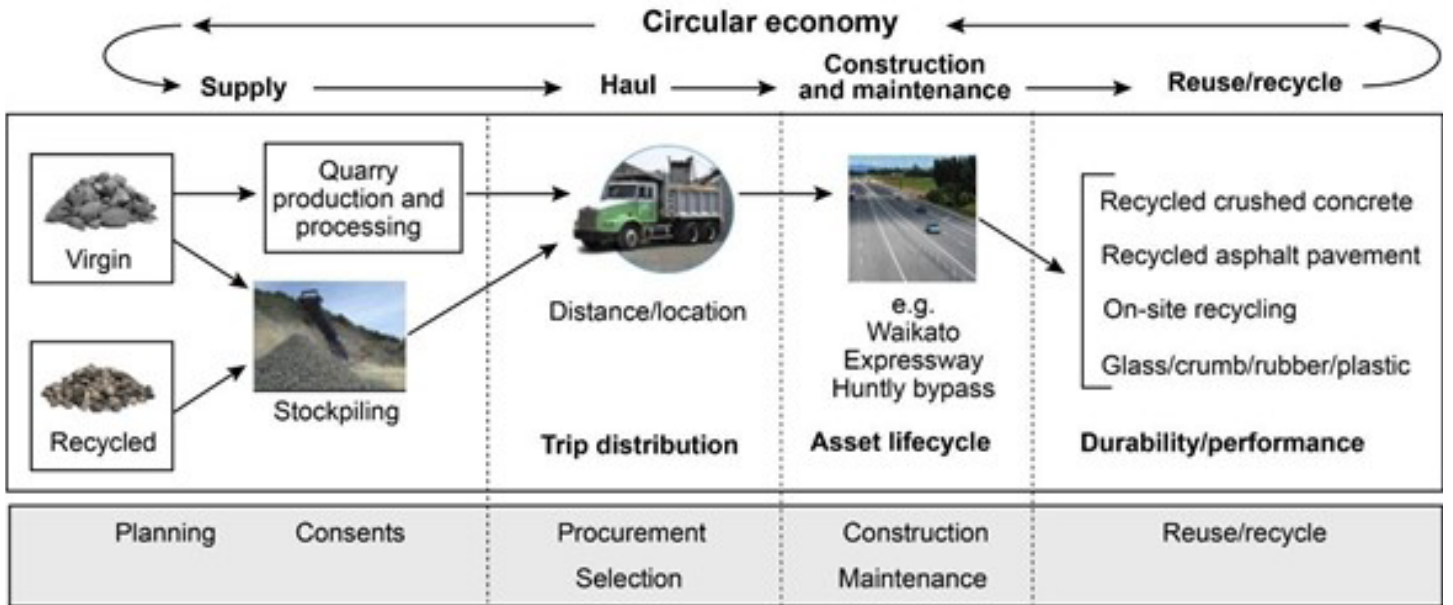 Circular economy
Supply
Haul
Construction
and maintenance
Reuse/recycle
Virgin
Quarry
production and
processing
Recycled
Stockpiling
Distance/location
Trip distribution
e.g.
Waikato
Expressway
Huntly bypass
Asset lifecycle
Recycled crushed concrete
Recycled asphalt pavement
On-site recycling
Glass/crumb/rubber/plastic
Durability/performance
Planning
Consents
Procurement
Selection
Construction
Maintenance
Reuse/recycle